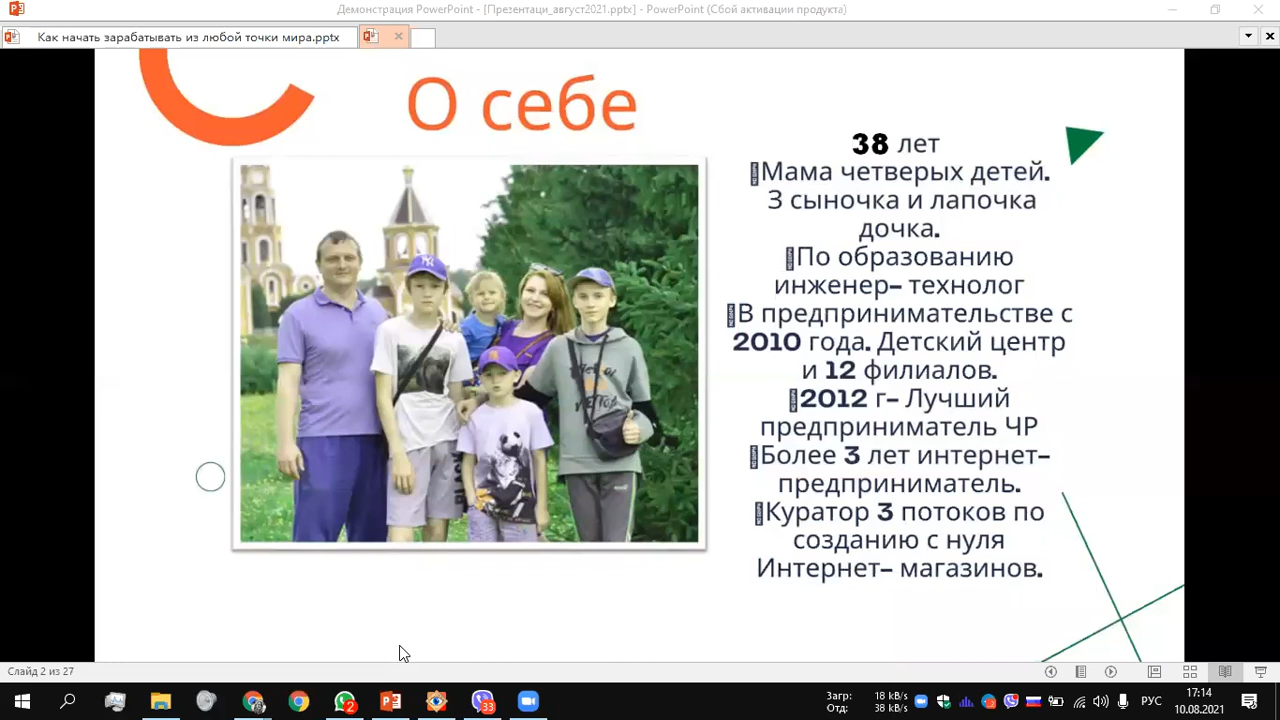 Демонстрация PowerPoint - [Презентаци_август2021.pptx] - PowerPoint (Сбой активации продукта)
Как начать зарабатывать из любой точки мира.pptx
О себе
38 лет
Мама четверых детей.
3 сыночка и лапочка
дочка.
По образованию
инженер– технолог
В предпринимательстве с
2010 года. Детский центр
и 12 филиалов.
2012 г– Лучший
предприниматель ЧР
Более 3 лет интернет–
предприниматель.
Куратор 3 потоков по
созданию с нуля
Интернет– магазинов.
Слайд 2 из 27
Загр: 18 kB/s
Отд: 38 kB/s
2
33
РУС
17:14
10.08.2021